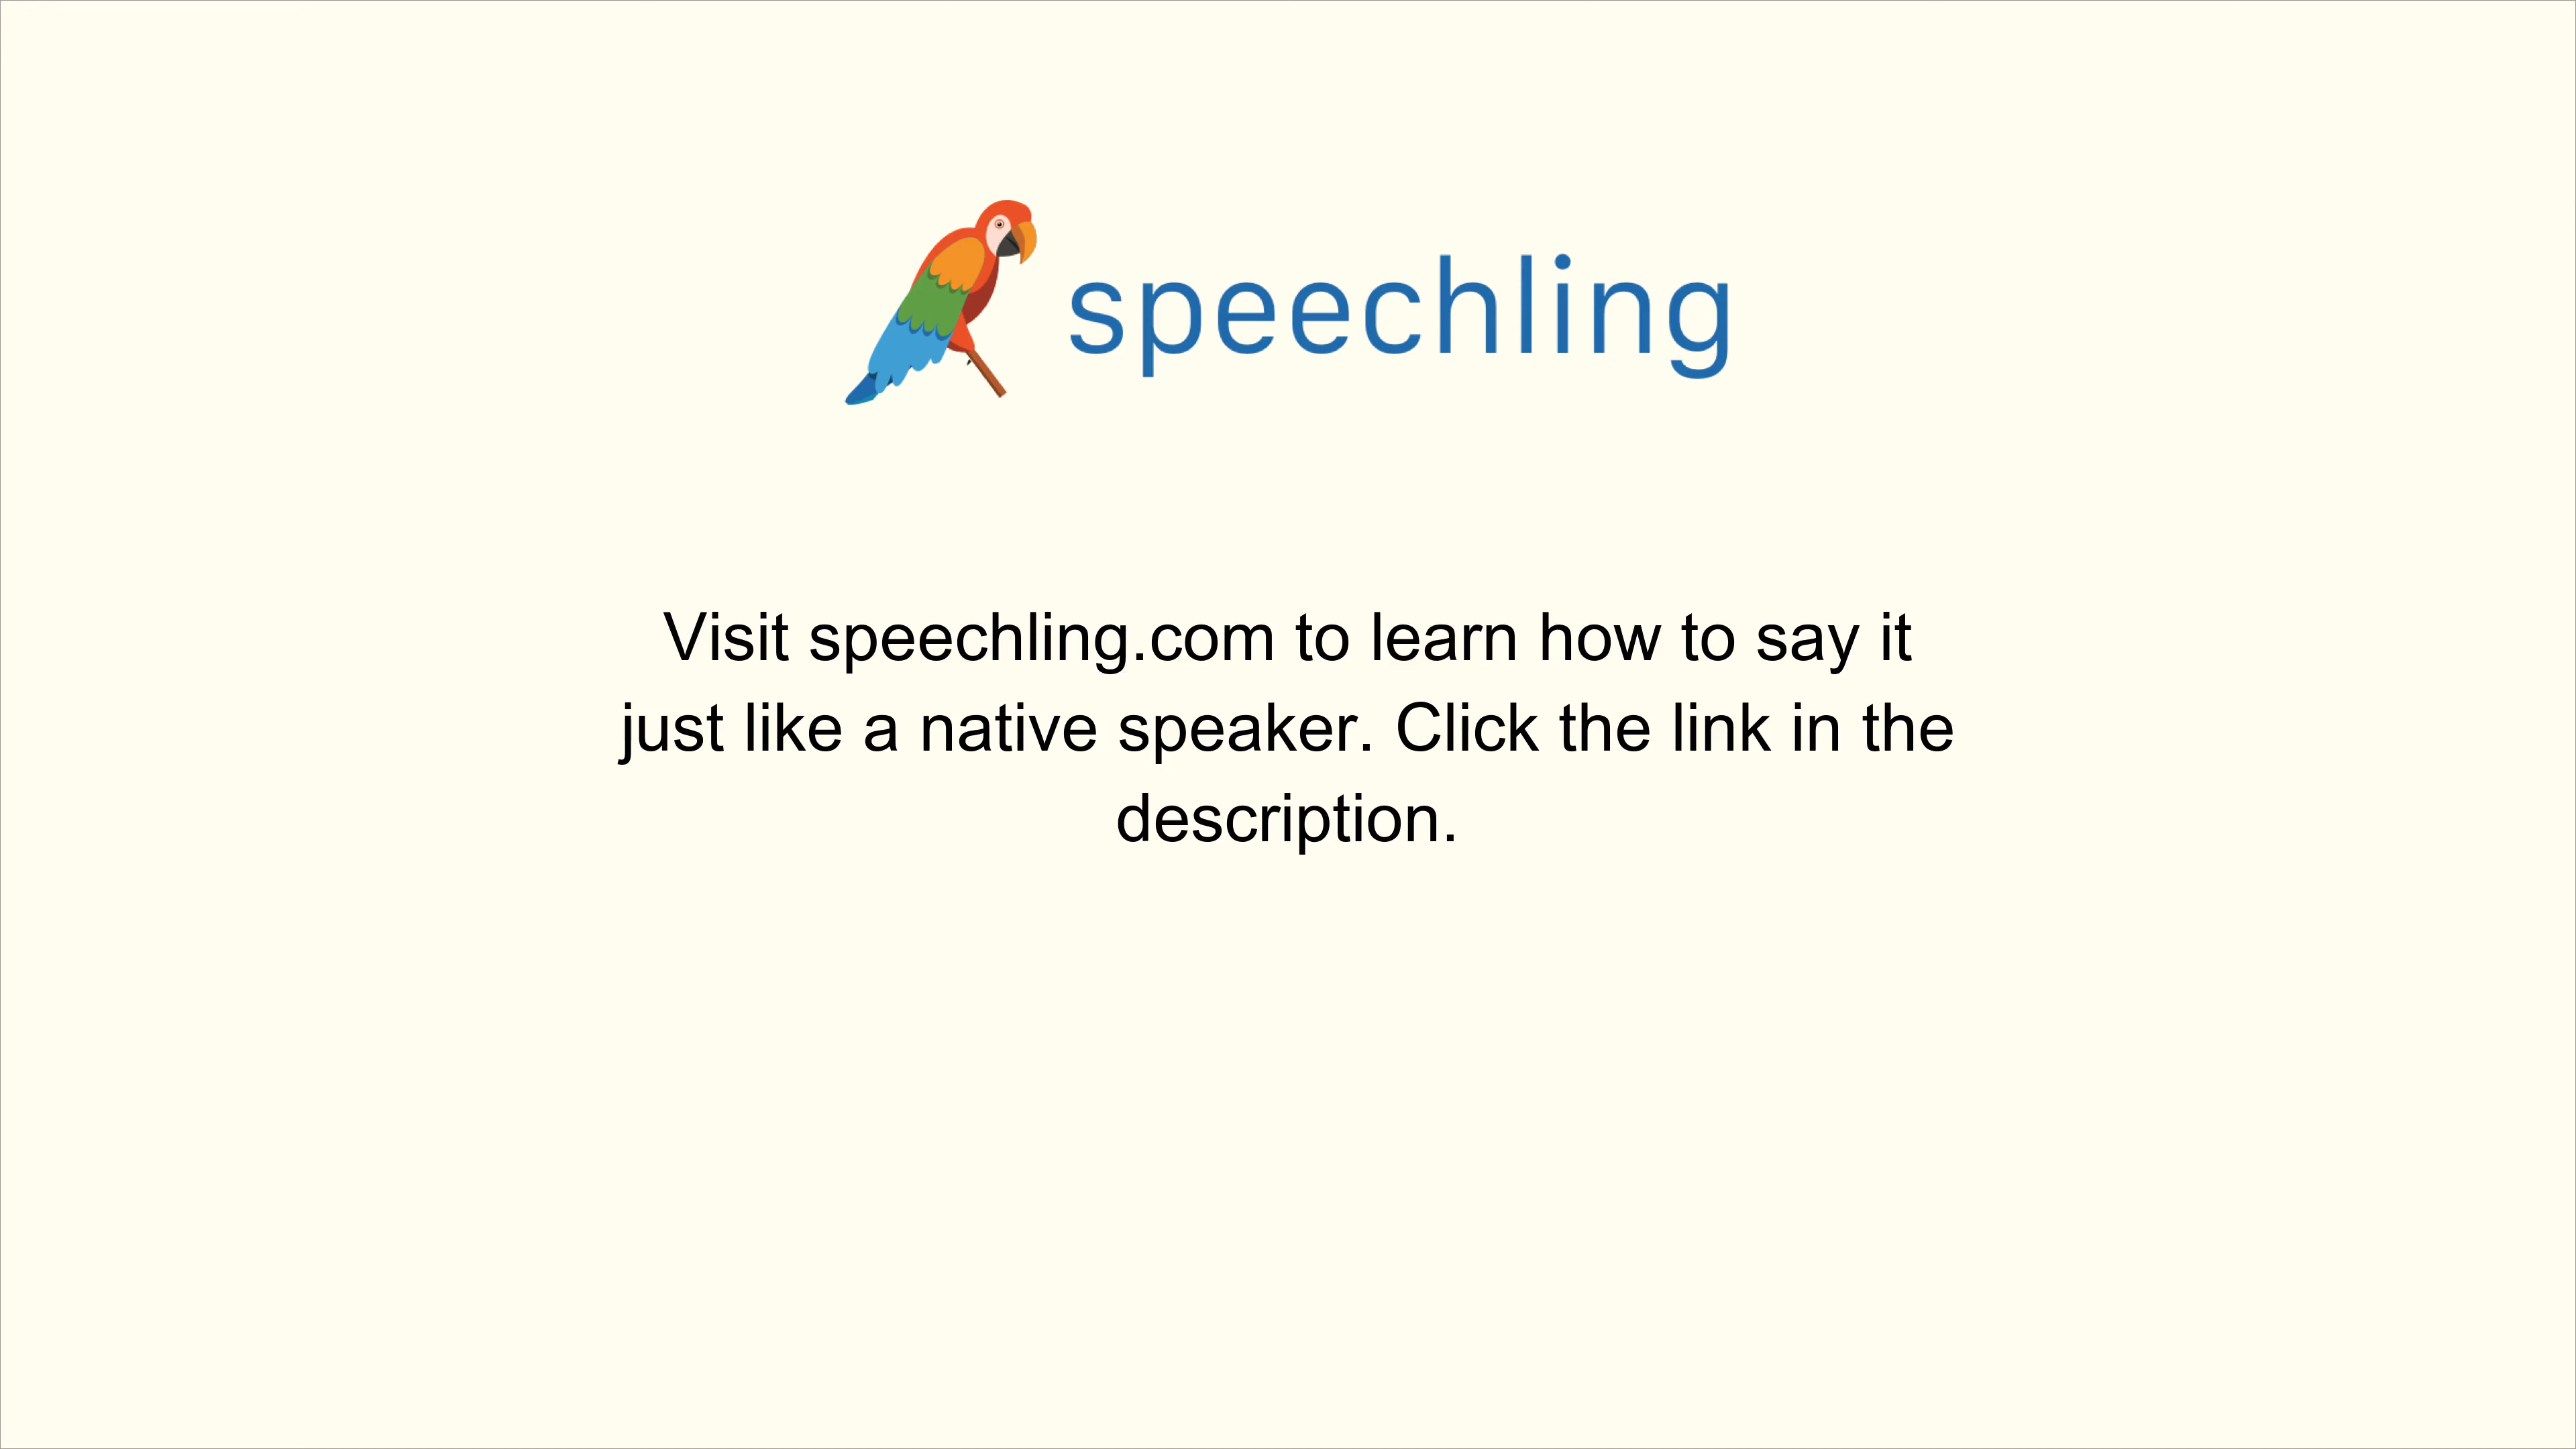 speechling
Visit speechling.com to learn how to say it
just like a native speaker. Click the link in the
description.